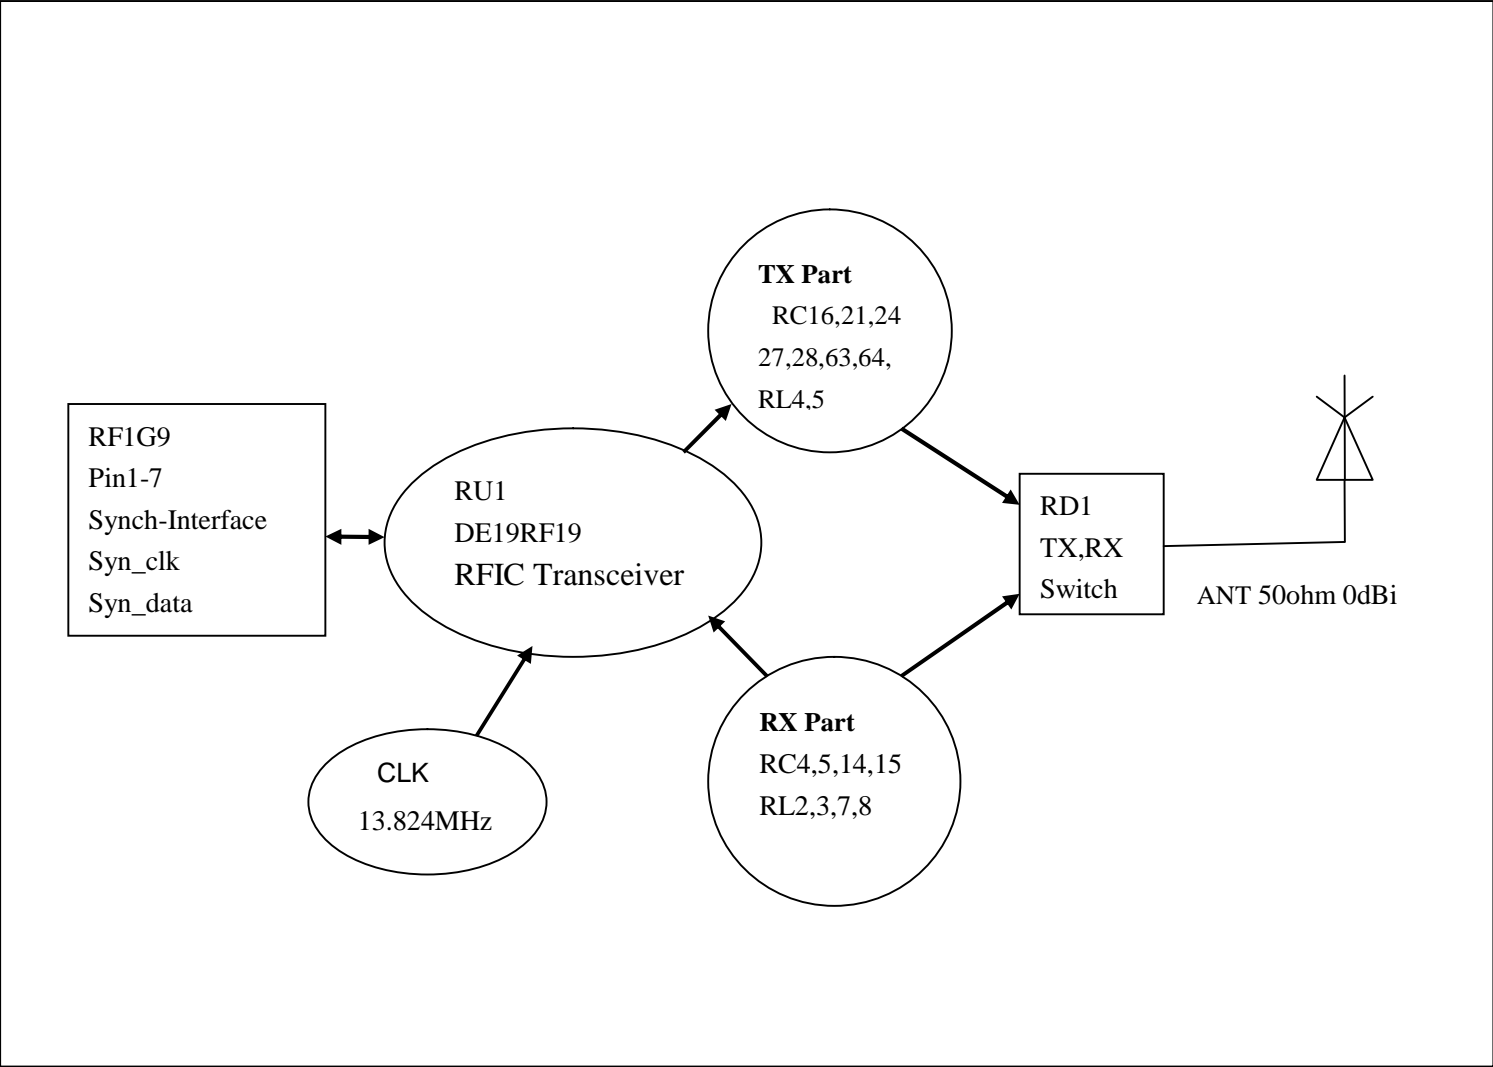 TX Part
RC16,21,24
27,28,63,64,
RL4,5
RF1G9
Pin1-7
Synch-Interface
Syn_clk
Syn_data
RU1
DE19RF19
RFIC Transceiver
RD1
TX,RX
Switch
ANT 50ohm 0dBi
CLK
13.824MHz
RX Part
RC4,5,14,15
RL2,3,7,8